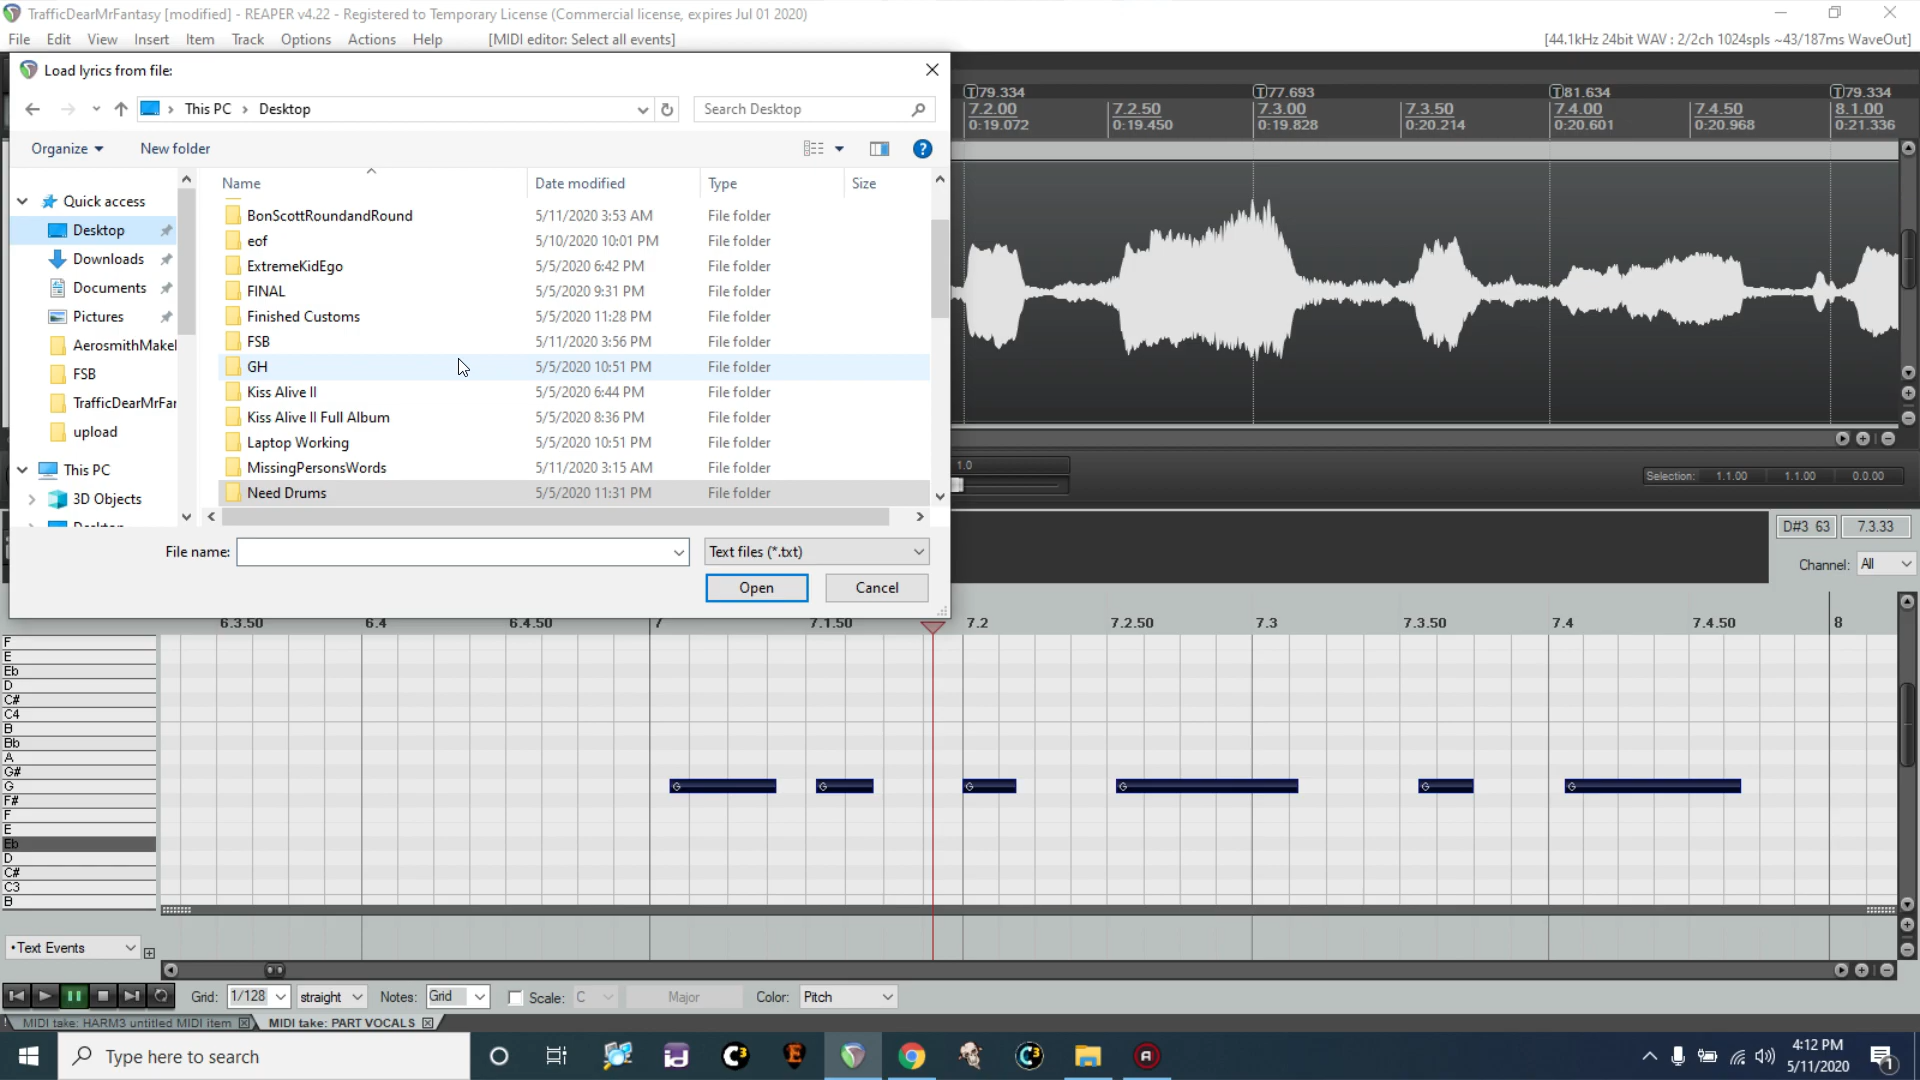 TrafficDearMrFantasy [modified] - REAPER v4.22 - Registered to Temporary License (Commercial license, expires Jul 01 2020)
File Edit View Insert Item Track Options Actions Help [MIDI editor: Select all events] [44.1kHz 24bit WAV : 2/2ch 1024spls ~43/187ms WaveOut]
Load lyrics from file:
This PC > Desktop
Search Desktop
Organize
New folder
Name Date modified Type Size
Quick access
Desktop
Downloads
Documents
Pictures
AerosmithMakel
FSB
TrafficDearMrFar
upload
This PC
3D Objects
BonScottRoundandRound 5/11/2020 3:53 AM File folder
eof 5/10/2020 10:01 PM File folder
ExtremeKidEgo 5/5/2020 6:42 PM File folder
FINAL 5/5/2020 9:31 PM File folder
Finished Customs 5/5/2020 11:28 PM File folder
FSB 5/11/2020 3:56 PM File folder
GH 5/5/2020 10:51 PM File folder
Kiss Alive II 5/5/2020 6:44 PM File folder
Kiss Alive II Full Album 5/5/2020 8:36 PM File folder
Laptop Working 5/5/2020 10:51 PM File folder
MissingPersonsWords 5/11/2020 3:15 AM File folder
Need Drums 5/5/2020 11:31 PM File folder
File name:
Text files (*.txt)
Open
Cancel
79.334 77.693 81.634 79.334
7.2.00 7.2.50 7.3.00 7.3.50 7.4.00 7.4.50 8.1.00
0:19.072 0:19.450 0:19.828 0:20.214 0:20.601 0:20.968 0:21.336
1.0
Selection: 1.1.00 1.1.00 0.0.00
D#3 63 7.3.33
Channel: All
6.3.50 6.4 6.4.50 7 7.1.50 7.2 7.2.50 7.3 7.3.50 7.4 7.4.50 8
F
E
Eb
D
C#
C4
B
Bb
A
G#
G
F#
F
E
Eb
D
C#
C3
B
G G G G G G
•Text Events
Grid: 1/128 straight Notes: Grid Scale: C Major Color: Pitch
MIDI take: HARM3 untitled MIDI item
MIDI take: PART VOCALS
Type here to search
4:12 PM
5/11/2020
1